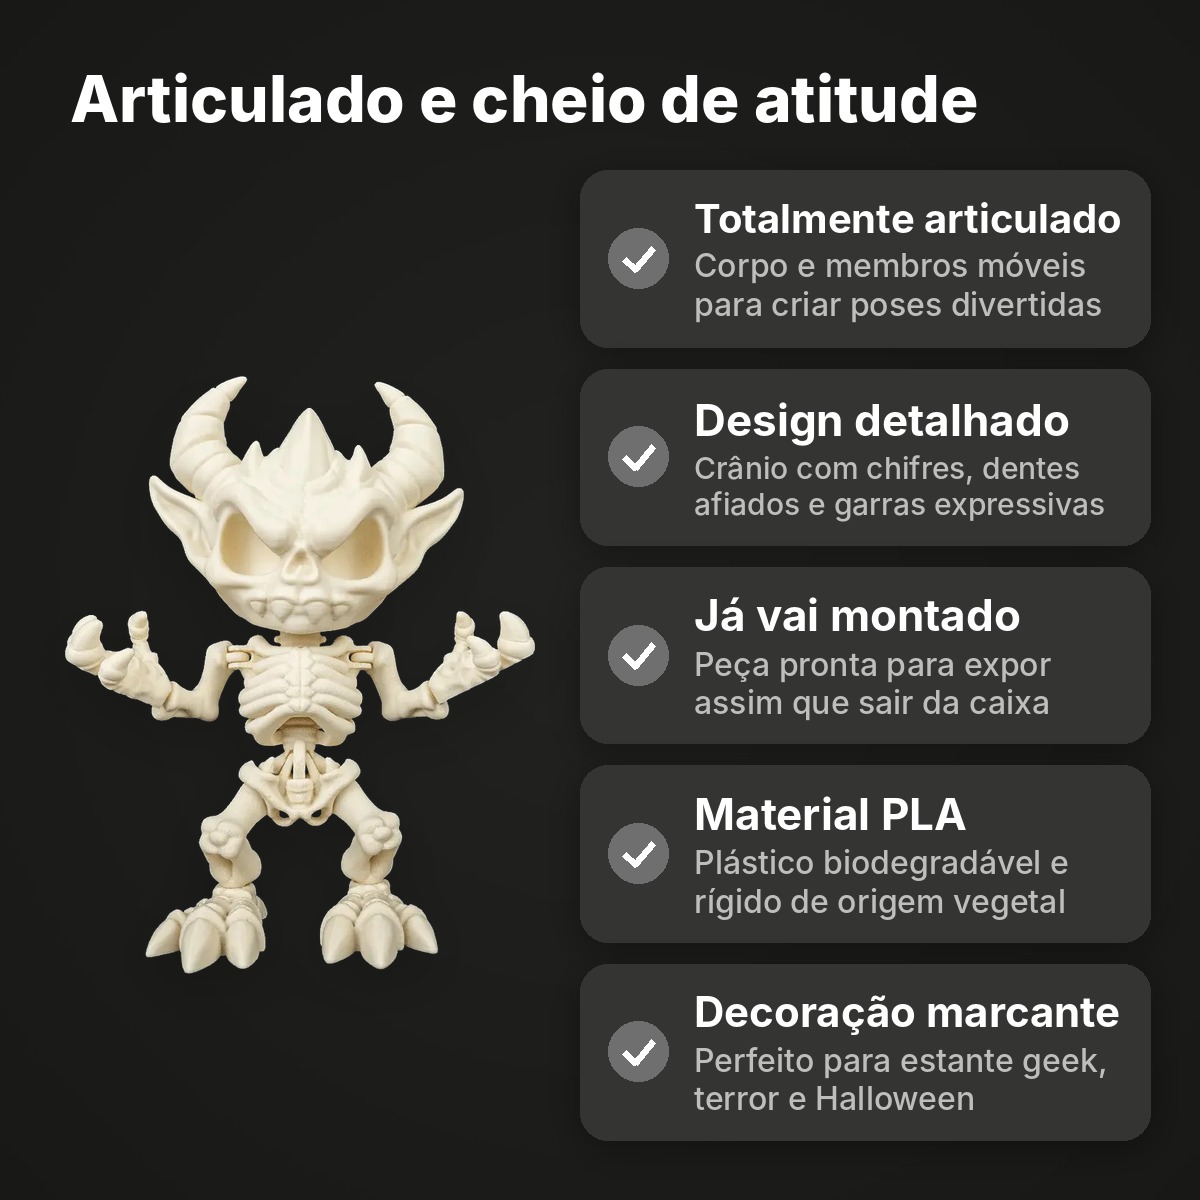 Articulado e cheio de atitude
Totalmente articulado
Corpo e membros móveis
para criar poses divertidas
Design detalhado
Crânio com chifres, dentes
afiados e garras expressivas
Já vai montado
Peça pronta para expor
assim que sair da caixa
Material PLA
Plástico biodegradável e
rígido de origem vegetal
Decoração marcante
Perfeito para estante geek,
terror e Halloween